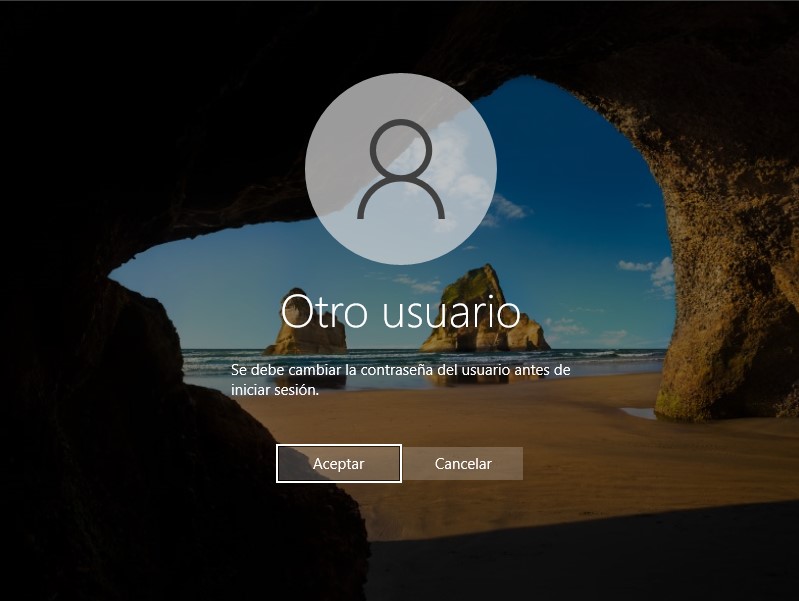 Otro usuario
Se debe cambiar la contraseña del usuario antes de
iniciar sesión.
Aceptar
Cancelar